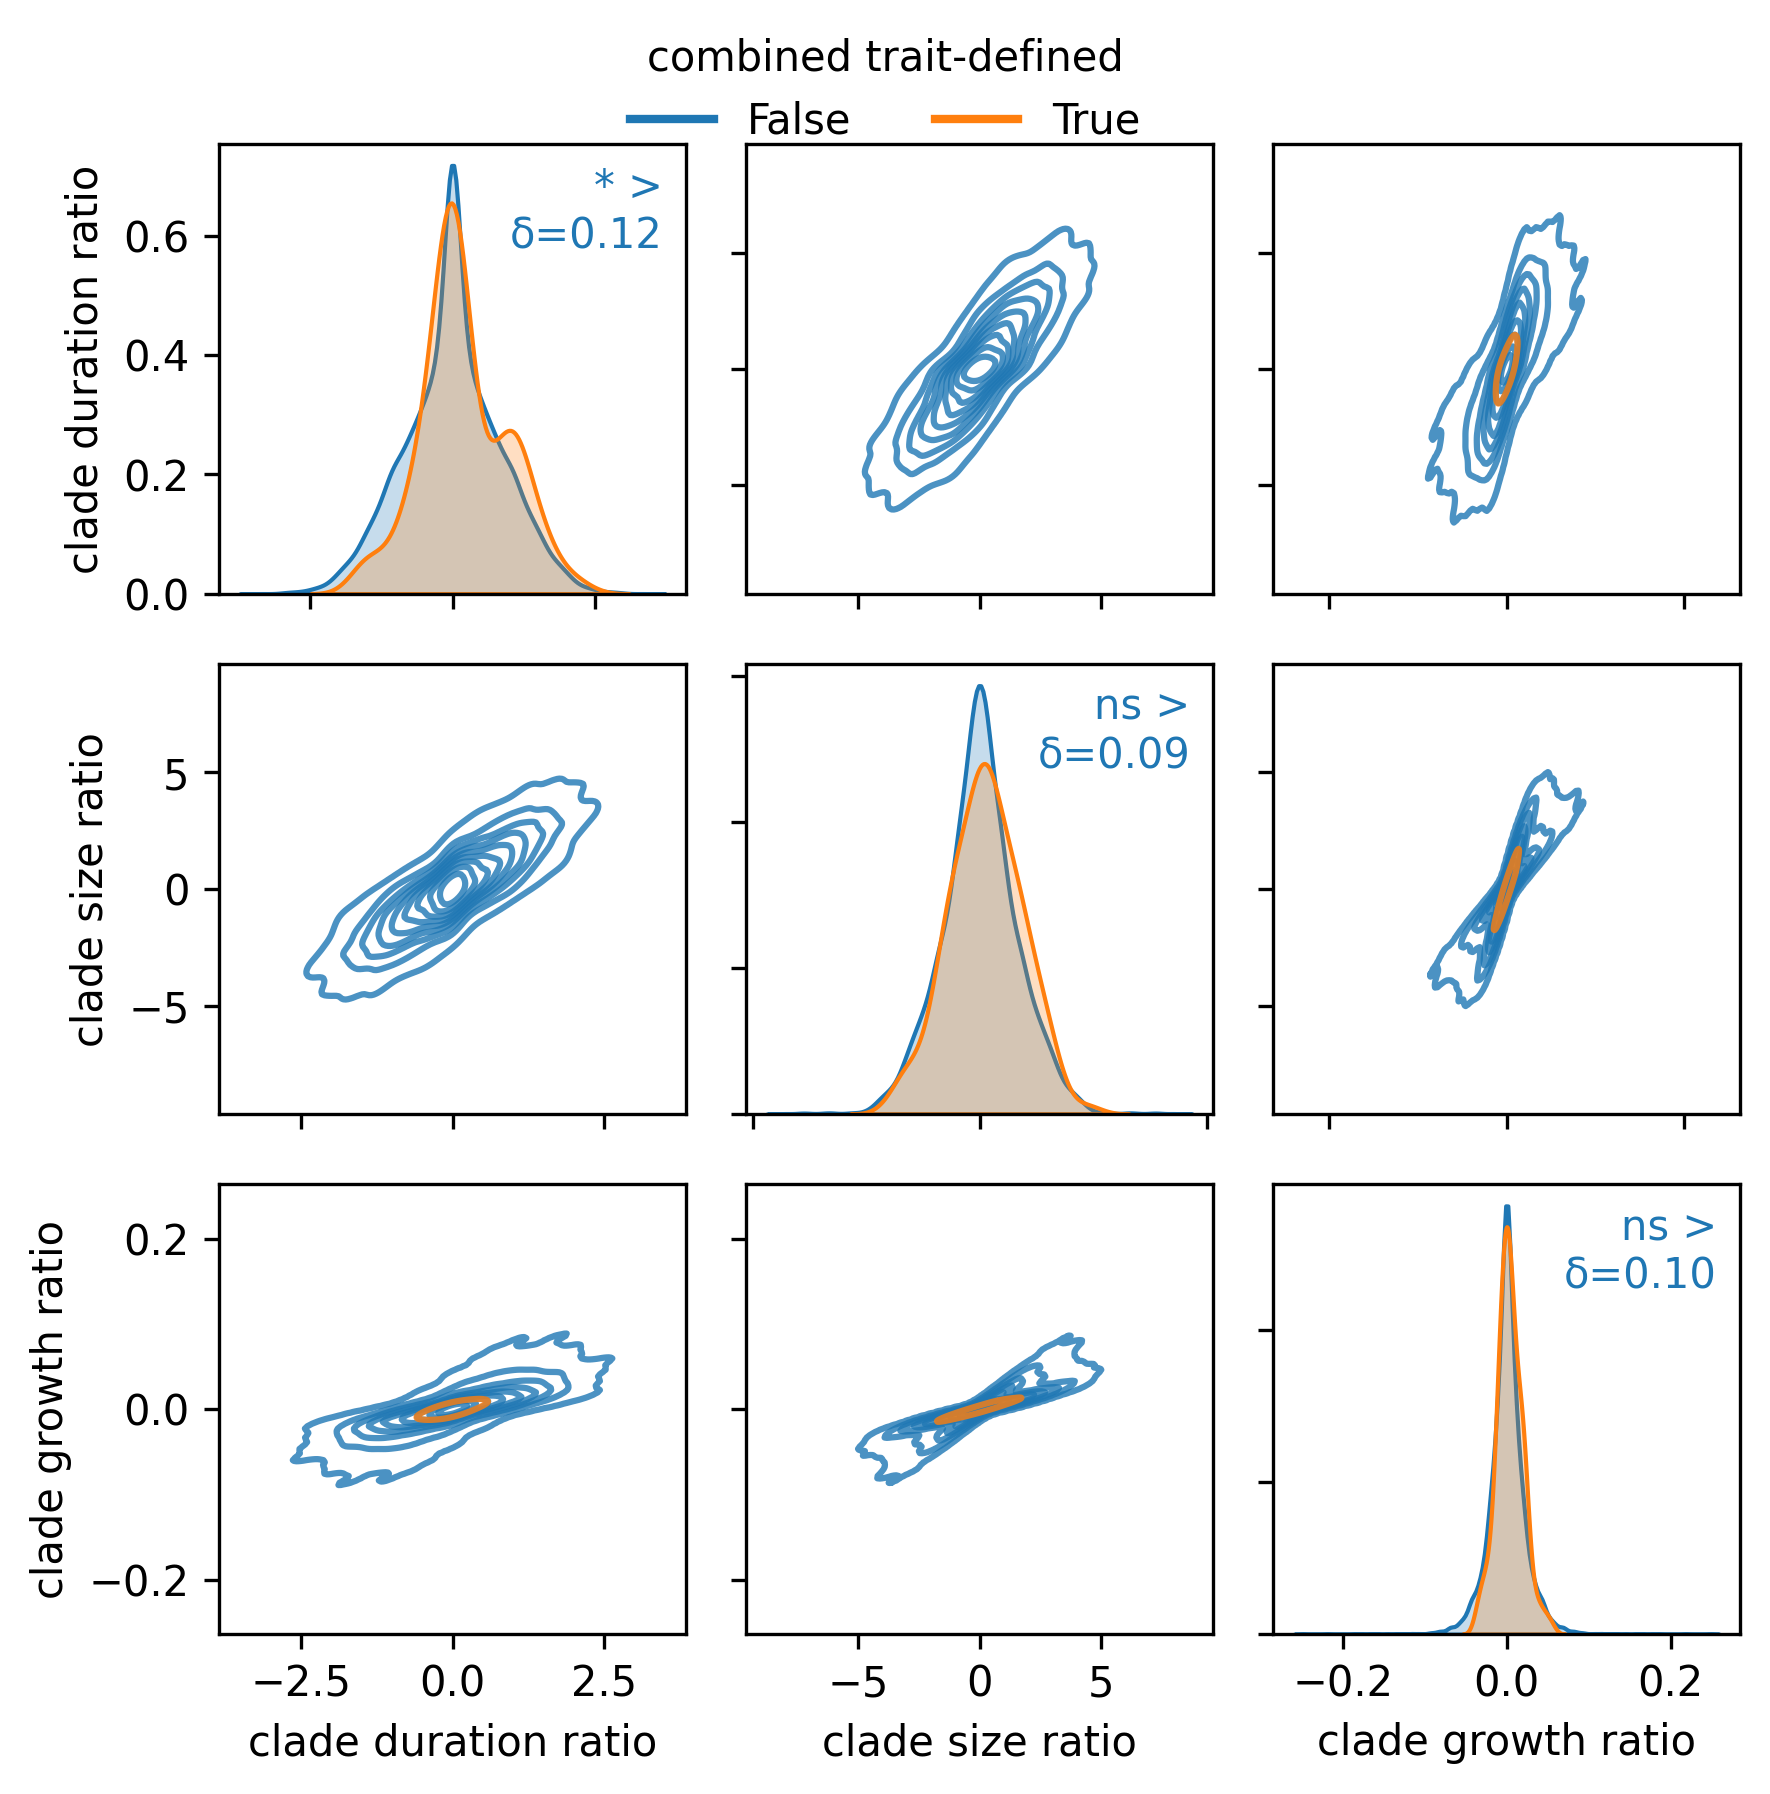 combined trait-defined
False True
clade duration ratio
0.6
0.4
0.2
0.0
* >
δ=0.12
clade size ratio
5
0
−5
ns >
δ=0.09
clade growth ratio
0.2
0.0
−0.2
ns >
δ=0.10
−2.5 0.0 2.5
clade duration ratio
−5 0 5
clade size ratio
−0.2 0.0 0.2
clade growth ratio